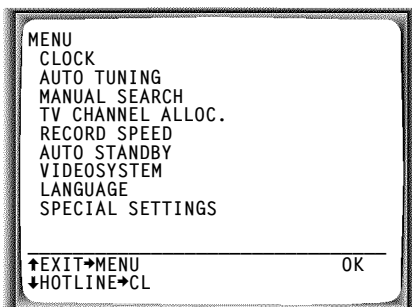 MENU
CLOCK
AUTO TUNING
MANUAL SEARCH
TV CHANNEL ALLOC.
RECORD SPEED
AUTO STANDBY
VIDEOSYSTEM
LANGUAGE
SPECIAL SETTINGS
↑EXIT→MENU OK
↓HOTLINE→CL